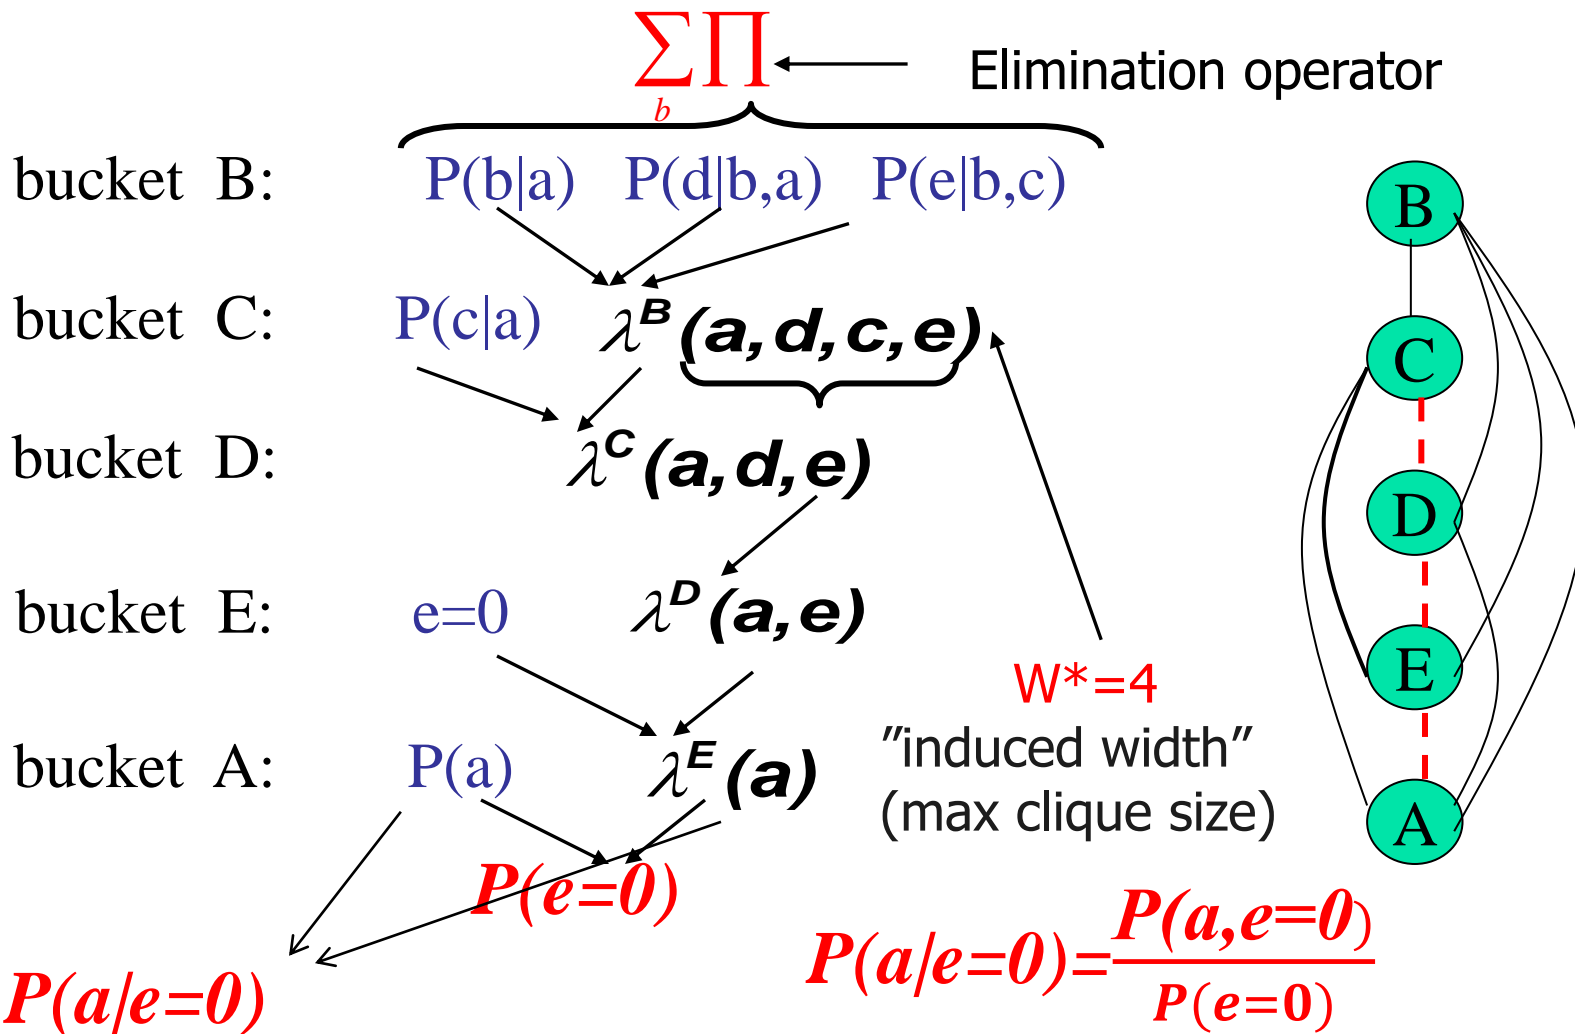 ∑∏
b
Elimination operator
bucket B: P(b|a) P(d|b,a) P(e|b,c)
bucket C: P(c|a) λ^B(a,d,c,e)
bucket D: λ^C(a,d,e)
bucket E: e=0 λ^D(a,e)
bucket A: P(a) λ^E(a)
P(e=0)
P(a/e=0)
W*=4
”induced width”
(max clique size)
P(a/e=0)=
P(a,e=0)
P(e=0)
B
C
D
E
A